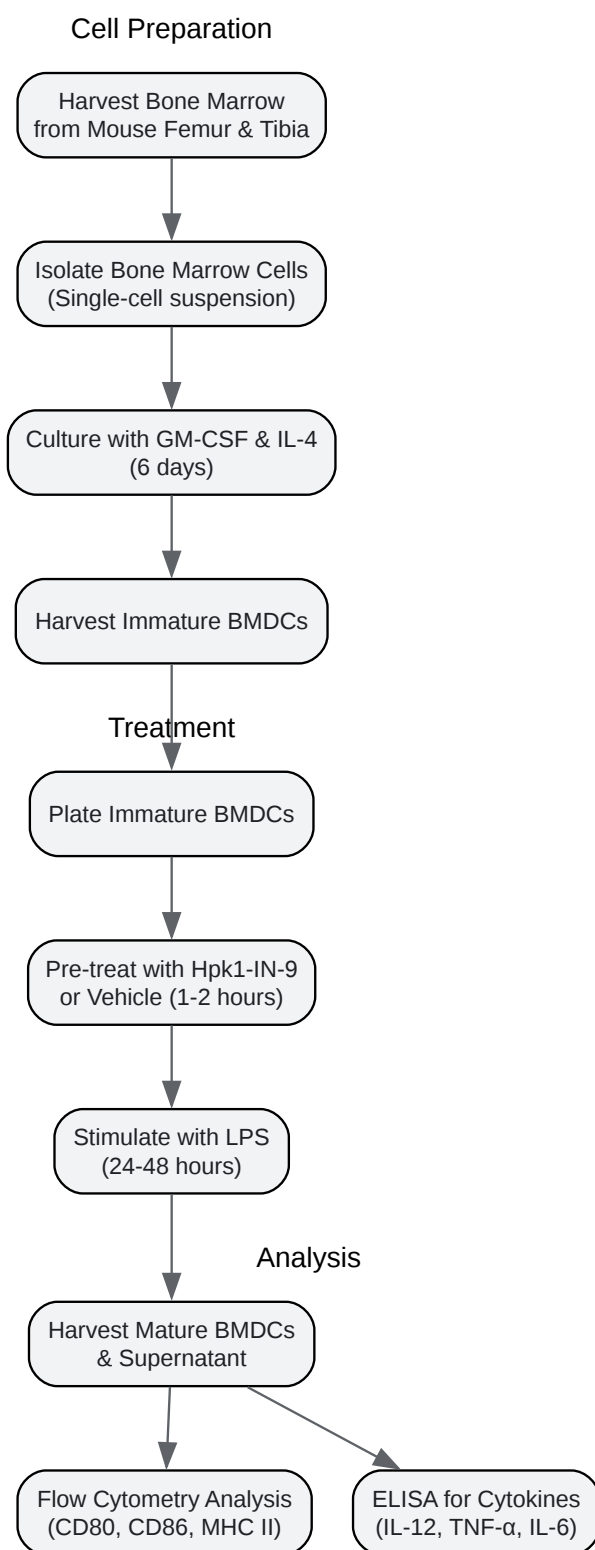 Cell Preparation
Harvest Bone Marrow
from Mouse Femur & Tibia
Isolate Bone Marrow Cells
(Single-cell suspension)
Culture with GM-CSF & IL-4
(6 days)
Harvest Immature BMDCs
Treatment
Plate Immature BMDCs
Pre-treat with Hpk1-IN-9
or Vehicle (1-2 hours)
Stimulate with LPS
(24-48 hours)
Analysis
Harvest Mature BMDCs
& Supernatant
Flow Cytometry Analysis
(CD80, CD86, MHC II)
ELISA for Cytokines
(IL-12, TNF-α, IL-6)